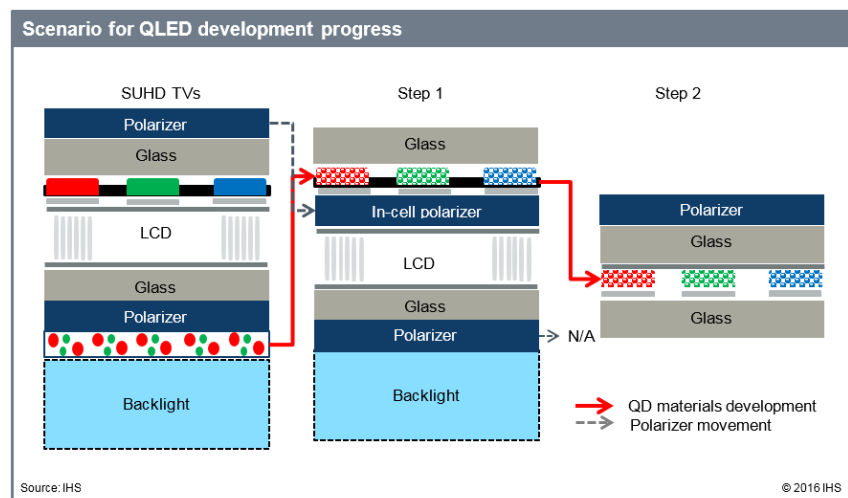 Scenario for QLED development progress
SUHD TVs
Polarizer
Glass
LCD
Glass
Polarizer
Backlight
Step 1
Glass
In-cell polarizer
LCD
Glass
Polarizer
N/A
Backlight
Step 2
Polarizer
Glass
Glass
QD materials development
Polarizer movement
Source: IHS
© 2016 IHS